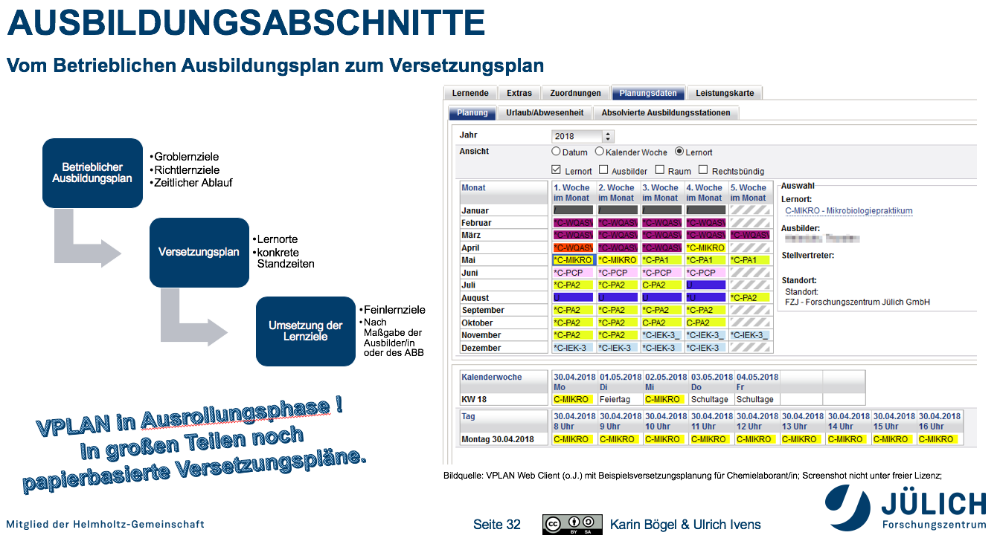 AUSBILDUNGSABSCHNITTE
Vom Betrieblichen Ausbildungsplan zum Versetzungsplan
Betrieblicher
Ausbildungsplan
•Groblernziele
•Richtlernziele
•Zeitlicher Ablauf
Versetzungsplan
•Lernorte
•konkrete
Standzeiten
Umsetzung der
Lernziele
•Feinlernziele
•Nach
Maßgabe der
Ausbilder/in
oder des ABB
VPLAN in Ausrollungsphase !
In großen Teilen noch
papierbasierte Versetzungspläne.
Lernende Extras Zuordnungen Planungsdaten Leistungskarte
Planung Urlaub/Abwesenheit Absolvierte Ausbildungsstationen
Jahr 2018
Ansicht Datum Kalender Woche Lernort
Lernort Ausbilder Raum Rechtsbündig
Monat 1. Woche 2. Woche 3. Woche 4. Woche 5. Woche
im Monat im Monat im Monat im Monat im Monat
Januar / / / /
Februar *C-WQASV *C-WQASV *C-WQASV *C-WQASV
März *C-WQASV *C-WQASV *C-WQASV *C-WQASV *C-WQASV
April *C-WQASV *C-WQASV *C-WQASV *C-MIKRO
Mai *C-MIKRO *C-MIKRO *C-PA1 *C-PA1 *C-PA1
Juni *C-PCP *C-PCP *C-PCP *C-PCP
Juli *C-PA2 *C-PA2 C-PA2 U
August U U U *U *C-PA2
September *C-PA2 *C-PA2 *C-PA2 *C-PA2
Oktober *C-PA2 *C-PA2 C-PA2 C-PA2
November *C-PA2 *C-PA2 *C-IEK-3_ *C-IEK-3_ *C-IEK-3_
Dezember *C-IEK-3 *C-IEK-3 *C-IEK-3 *C-IEK-3
Auswahl
Lernort:
C-MIKRO - Mikrobiologiepraktikum
Ausbilder:
Stellvertreter:
Standort:
Standort:
FZJ - Forschungszentrum Jülich GmbH
Kalenderwoche 30.04.2018 01.05.2018 02.05.2018 03.05.2018 04.05.2018
Mo Di Mi Do Fr
KW 18 C-MIKRO Feiertag C-MIKRO Schultage Schultage
Tag 30.04.2018 30.04.2018 30.04.2018 30.04.2018 30.04.2018 30.04.2018 30.04.2018 30.04.2018 30.04.2018
8 Uhr 9 Uhr 10 Uhr 11 Uhr 12 Uhr 13 Uhr 14 Uhr 15 Uhr 16 Uhr
Montag 30.04.2018 C-MIKRO C-MIKRO C-MIKRO C-MIKRO C-MIKRO C-MIKRO C-MIKRO C-MIKRO C-MIKRO
Bildquelle: VPLAN Web Client (o.J.) mit Beispielsversetzungsplanung für Chemielaborant/in; Screenshot nicht unter freier Lizenz;
Mitglied der Helmholtz-Gemeinschaft
Seite 32
cc BY SA
Karin Bögel & Ulrich Ivens
JÜLICH
Forschungszentrum